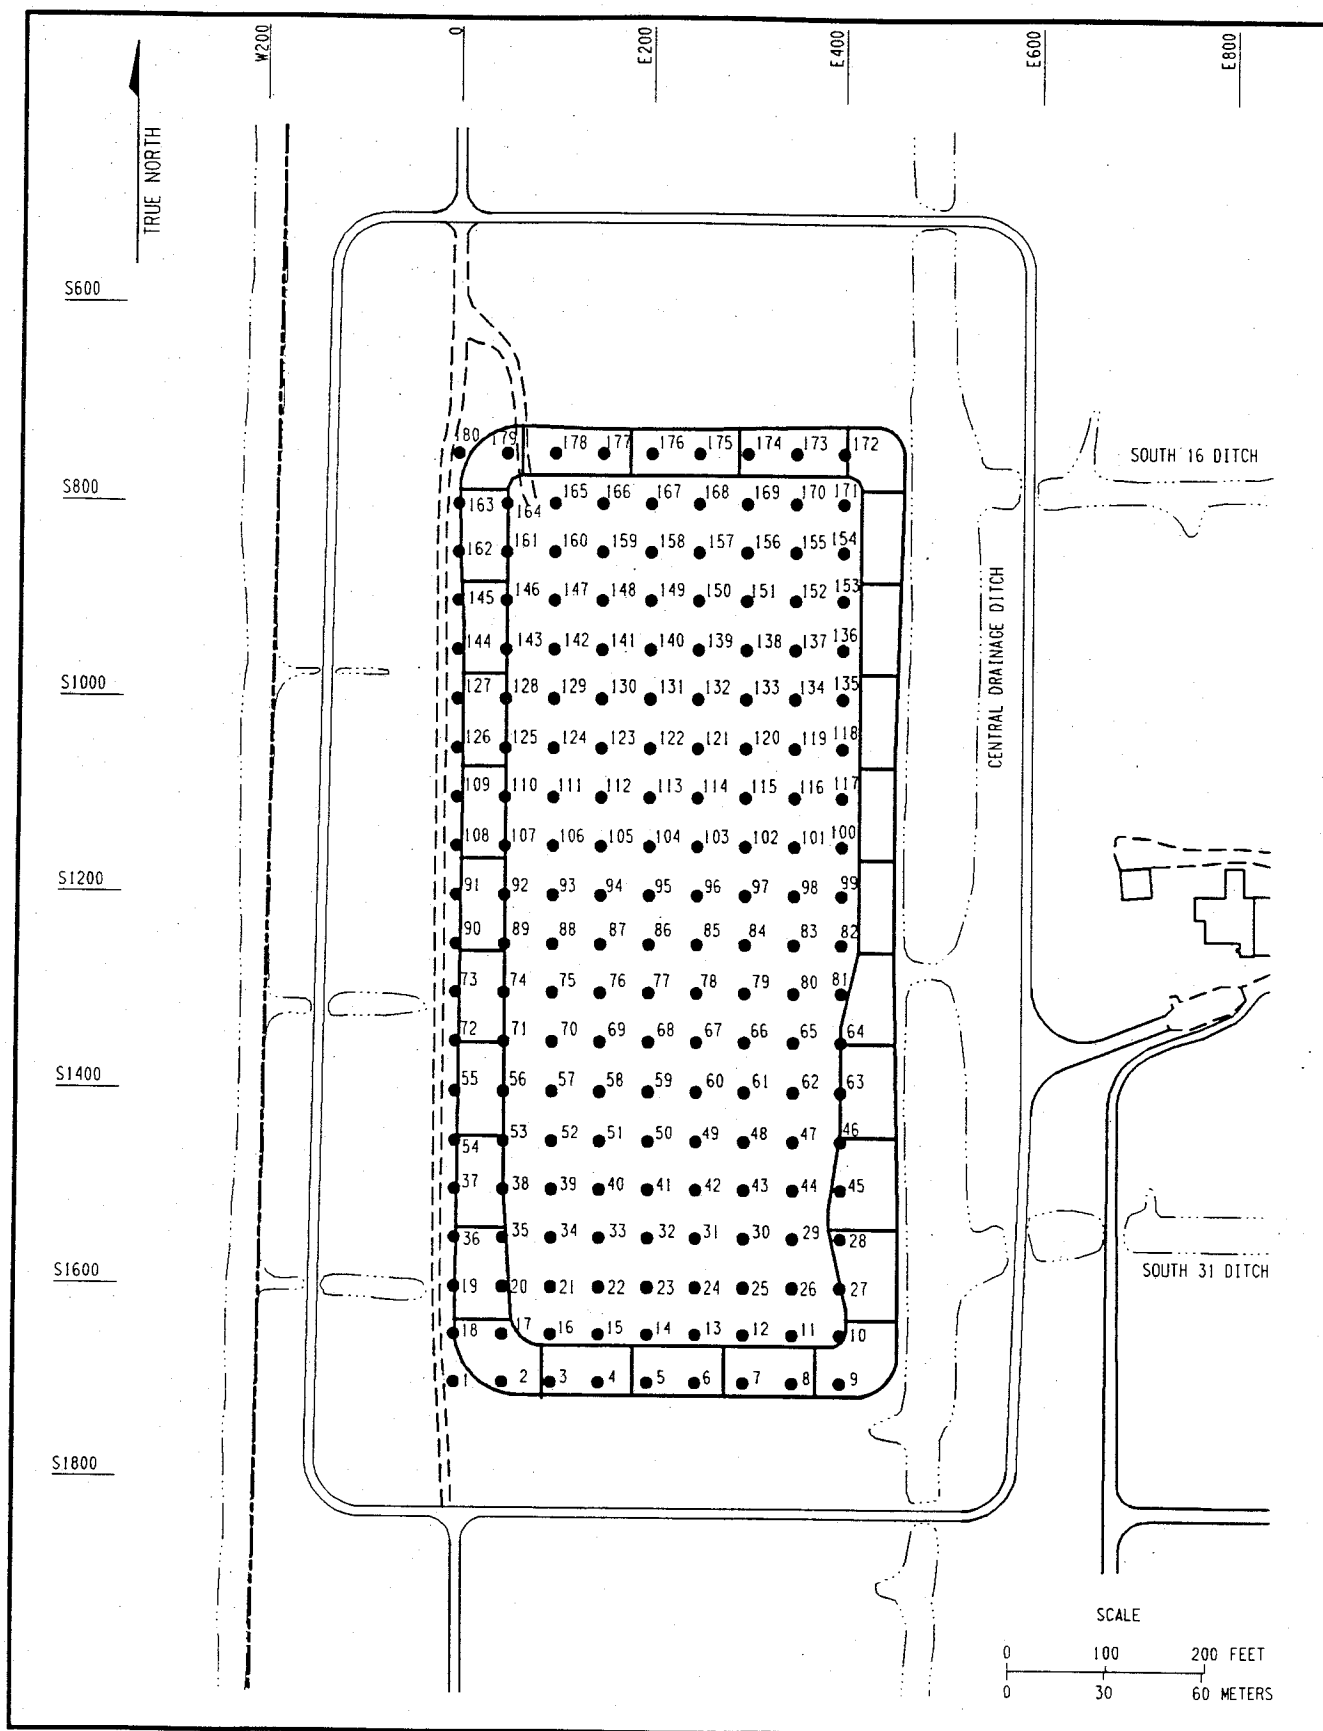 W200 0 E200 E400 E600 E800
TRUE NORTH
S600
180 179 178 177 176 175 174 173 172
SOUTH 16 DITCH
S800
163 164 165 166 167 168 169 170 171
162 161 160 159 158 157 156 155 154
145 146 147 148 149 150 151 152 153
CENTRAL DRAINAGE DITCH
144 143 142 141 140 139 138 137 136
S1000
127 128 129 130 131 132 133 134 135
126 125 124 123 122 121 120 119 118
109 110 111 112 113 114 115 116 117
108 107 106 105 104 103 102 101 100
S1200
91 92 93 94 95 96 97 98 99
90 89 88 87 86 85 84 83 82
73 74 75 76 77 78 79 80 81
72 71 70 69 68 67 66 65 64
S1400
55 56 57 58 59 60 61 62 63
54 53 52 51 50 49 48 47 46
37 38 39 40 41 42 43 44 45
36 35 34 33 32 31 30 29 28
S1600
SOUTH 31 DITCH
19 20 21 22 23 24 25 26 27
18 17 16 15 14 13 12 11 10
1 2 3 4 5 6 7 8 9
S1800
SCALE
0 100 200 FEET
0 30 60 METERS